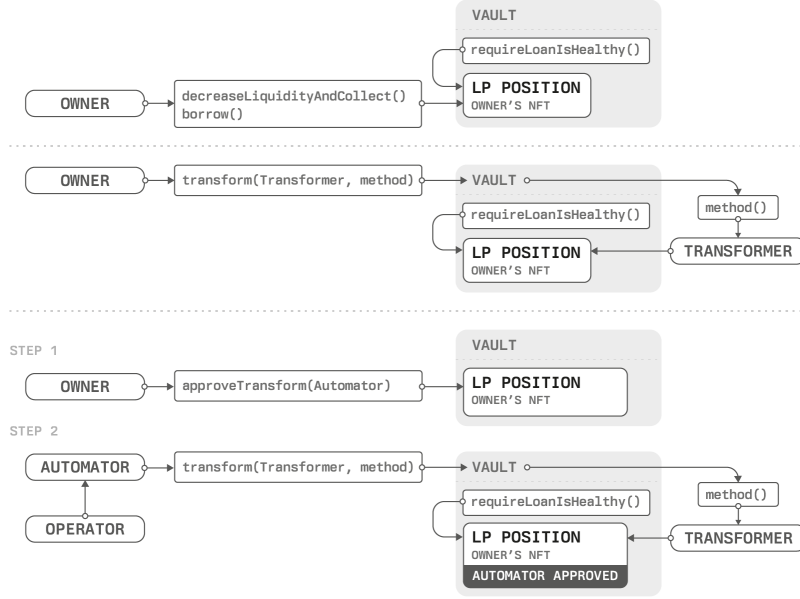 VAULT
requireLoanIsHealthy()
LP POSITION
OWNER'S NFT
OWNER
decreaseLiquidityAndCollect()
borrow()
OWNER
transform(Transformer, method)
VAULT
method()
requireLoanIsHealthy()
LP POSITION
OWNER'S NFT
TRANSFORMER
STEP 1
VAULT
OWNER
approveTransform(Automator)
LP POSITION
OWNER'S NFT
STEP 2
AUTOMATOR
transform(Transformer, method)
VAULT
method()
requireLoanIsHealthy()
OPERATOR
LP POSITION
OWNER'S NFT
AUTOMATOR APPROVED
TRANSFORMER